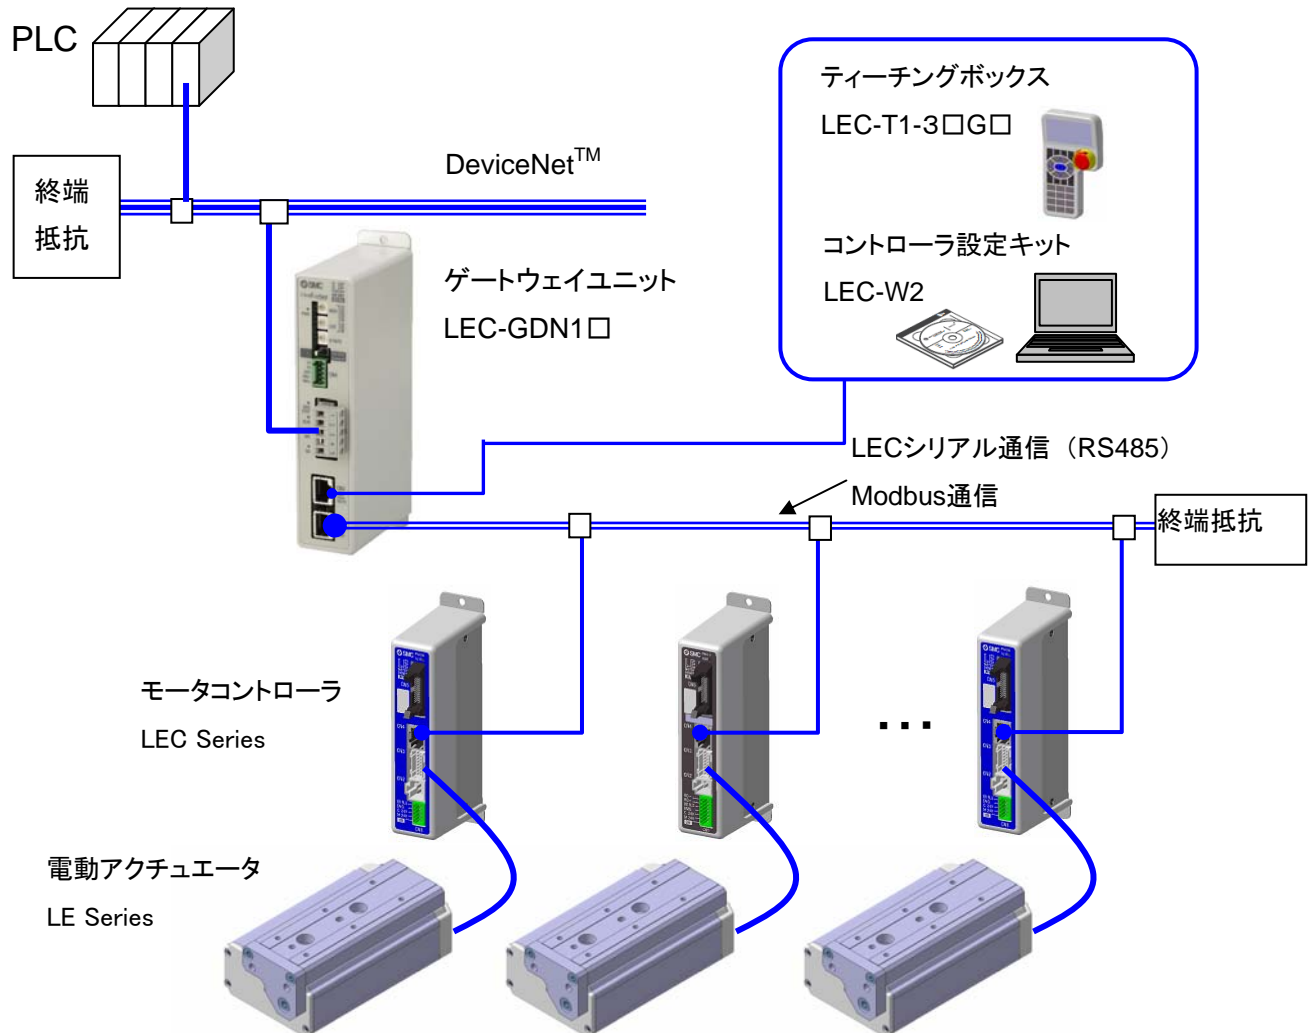 PLC
終端
抵抗
DeviceNet™
ゲートウェイユニット
LEC-GDN1□
ティーチングボックス
LEC-T1-3□G□
コントローラ設定キット
LEC-W2
LECシリアル通信 （RS485）
Modbus通信
終端抵抗
モータコントローラ
LEC Series
...
電動アクチュエータ
LE Series
SMC
SMC
SMC
SMC